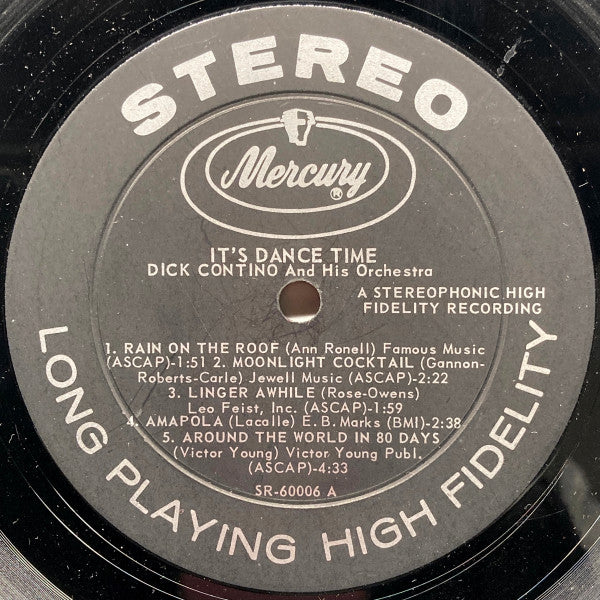 STEREO
Mercury®
IT'S DANCE TIME
DICK CONTINO And His Orchestra
A STEREOPHONIC HIGH
FIDELITY RECORDING
1. RAIN ON THE ROOF (Ann Ronell) Famous Music
(ASCAP)-1:51 2. MOONLIGHT COCKTAIL (Gannon-
Roberts-Carle) Jewell Music (ASCAP)-2:22
3. LINGER AWHILE (Rose-Owens)
Leo Feist, Inc. (ASCAP)-1:59
4. AMAPOLA (Lacalle) E. B. Marks (BMI)-2:38
5. AROUND THE WORLD IN 80 DAYS
(Victor Young) Victor Young Publ.
(ASCAP)-4:33
SR-60006 A
LONG PLAYING HIGH FIDELITY